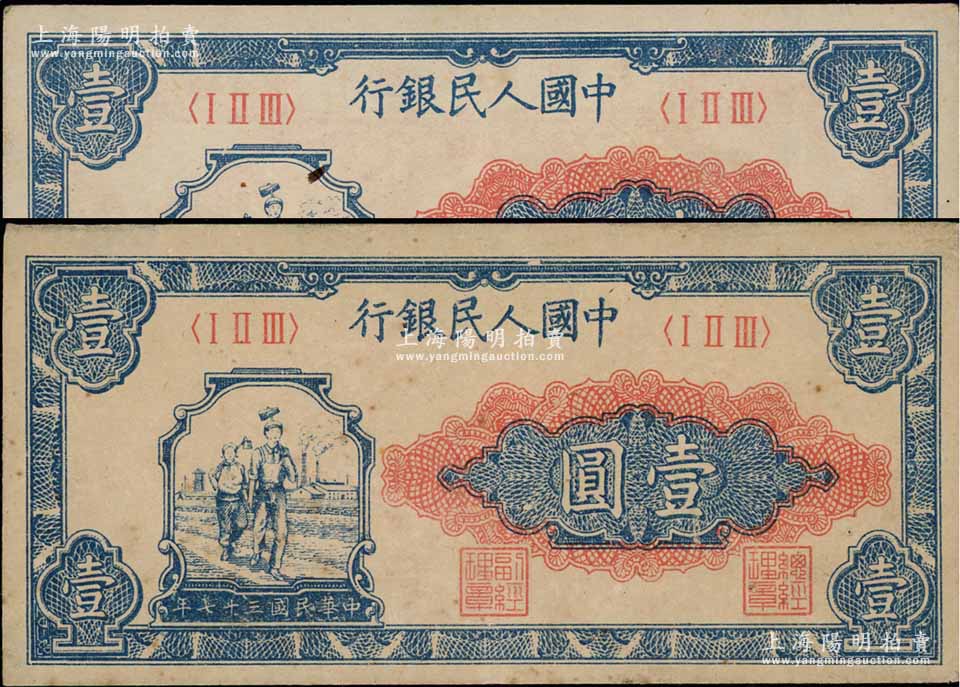 上海陽明拍賣
www.yangmingauction.com
壹
〈I II III〉
行銀民人國中
〈I II III〉
壹
壹
〈I II III〉
行銀民人國中
〈I II III〉
壹
上海陽明拍賣
www.yangmingauction.com
圓壹
壹
年七十三國民華中
副經理章
總經理章
壹
上海陽明拍賣
www.yangmingauction.com